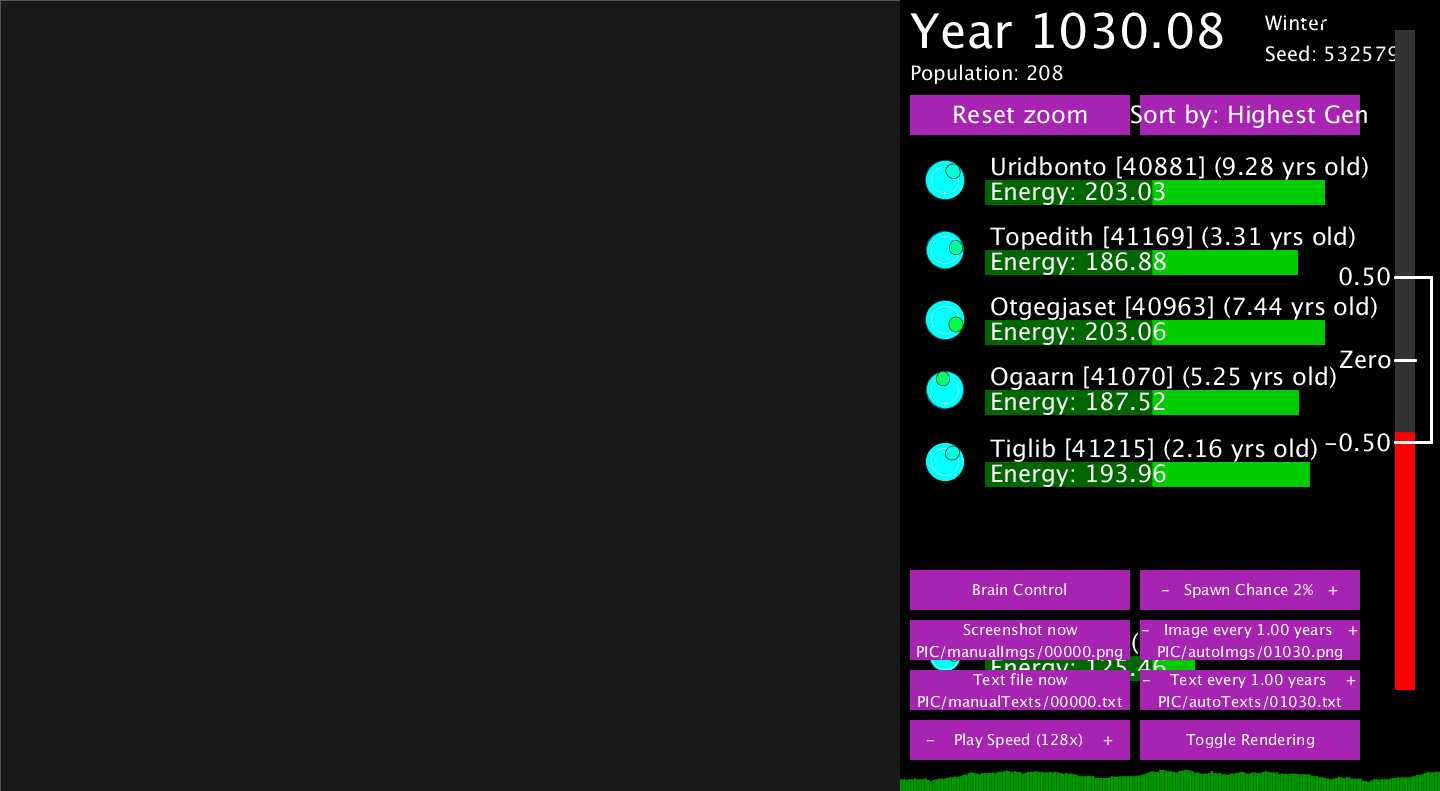 Year 1030.08
Winter
Seed: 532579
Population: 208
Reset zoom
Sort by: Highest Gen
Uridbonto [40881] (9.28 yrs old)
Energy: 203.03
Topedith [41169] (3.31 yrs old)
Energy: 186.88
0.50
Otgegjaset [40963] (7.44 yrs old)
Energy: 203.06
Zero
Ogaarn [41070] (5.25 yrs old)
Energy: 187.52
-0.50
Tiglib [41215] (2.16 yrs old)
Energy: 193.96
Brain Control
- Spawn Chance 2% +
Screenshot now
PIC/manualImgs/00000.png
- Image every 1.00 years +
PIC/autoImgs/01030.png
Energy: 125.46
Text file now
PIC/manualTexts/00000.txt
- Text every 1.00 years +
PIC/autoTexts/01030.txt
- Play Speed (128x) +
Toggle Rendering